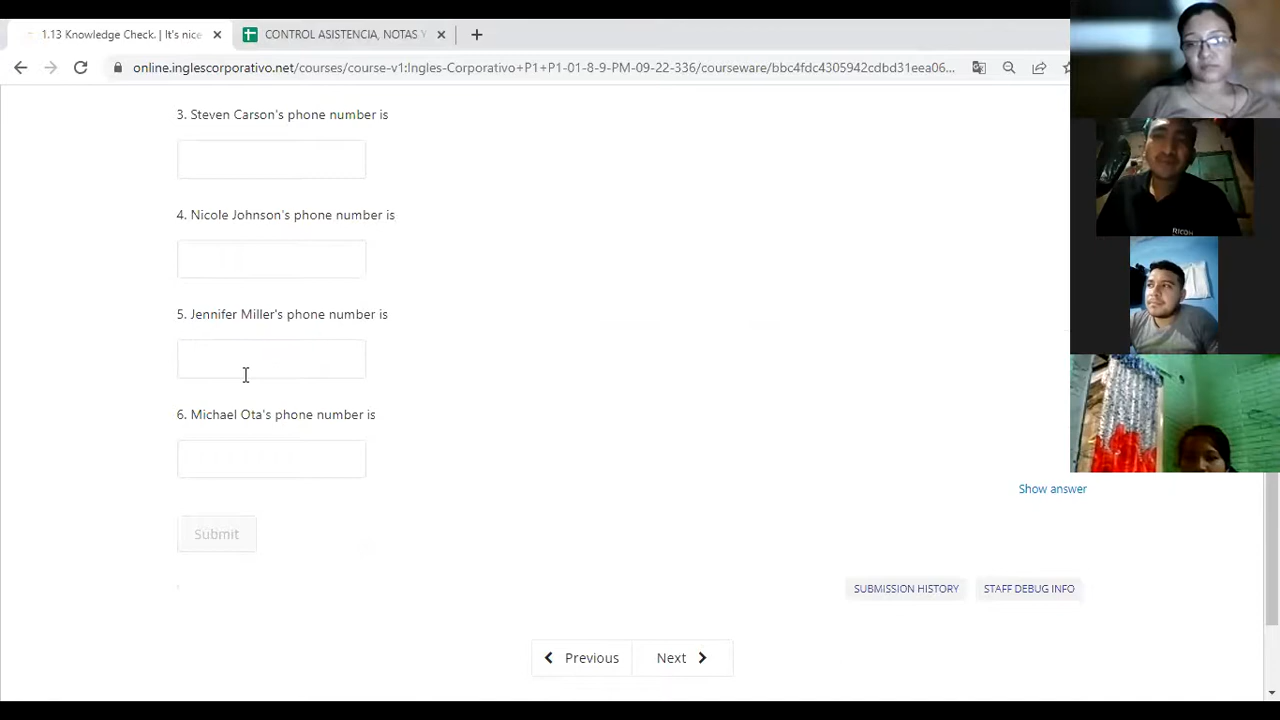 1.13 Knowledge Check. | It's nice
CONTROL ASISTENCIA, NOTAS Y
online.inglescorporativo.net/courses/course-v1:Ingles-Corporativo+P1+P1-01-8-9-PM-09-22-336/courseware/bbc4fdc4305942cdbd31eea06...
3. Steven Carson's phone number is
4. Nicole Johnson's phone number is
5. Jennifer Miller's phone number is
6. Michael Ota's phone number is
Show answer
Submit
SUBMISSION HISTORY
STAFF DEBUG INFO
Previous
Next
RICOH